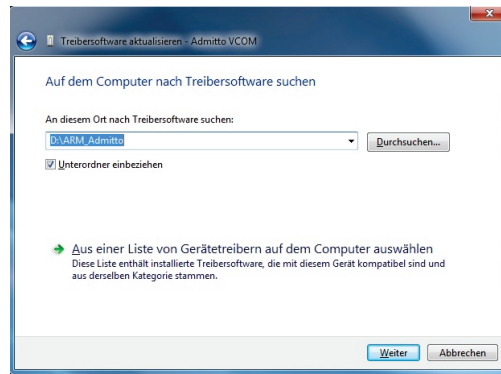 Treibersoftware aktualisieren - Admitto VCOM
Auf dem Computer nach Treibersoftware suchen
An diesem Ort nach Treibersoftware suchen:
D:\ARM_Admitto
Durchsuchen...
Unterordner einbeziehen
Aus einer Liste von Gerätetreibern auf dem Computer auswählen
Diese Liste enthält installierte Treibersoftware, die mit diesem Gerät kompatibel sind und
aus derselben Kategorie stammen.
Weiter
Abbrechen